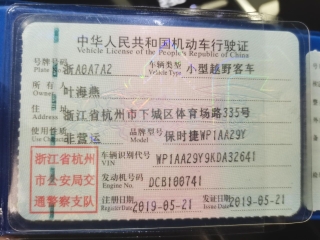 中华人民共和国机动车行驶证
Vehicle License of the People's Republic of China
号牌号码 浙A0A7A2 车辆类型 小型越野客车
Plate No. Vehicle Type
所有人 叶海燕
Owner
住址 浙江省杭州市下城区体育场路335号
使用性质 非营运 品牌型号 保时捷WP1AA29Y
浙江省杭州市公安局交通警察支队
车辆识别代号 WP1AA29Y9KDA32641
VIN
发动机号码 DCB100741
Engine No.
注册日期 2019-05-21 发证日期 2019-05-21
Register Date Issue Date